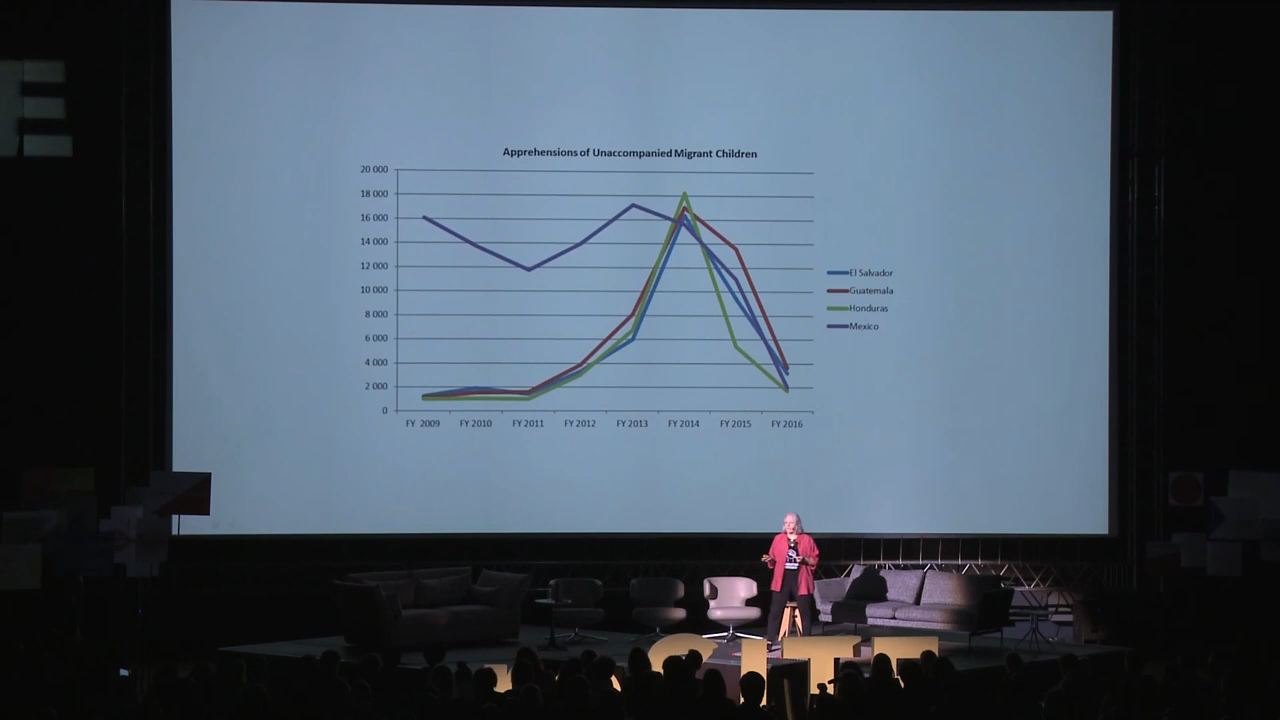 Apprehensions of Unaccompanied Migrant Children
20 000
18 000
16 000
14 000
12 000
10 000
8 000
6 000
4 000
2 000
0
FY 2009 FY 2010 FY 2011 FY 2012 FY 2013 FY 2014 FY 2015 FY 2016
El Salvador
Guatemala
Honduras
Mexico